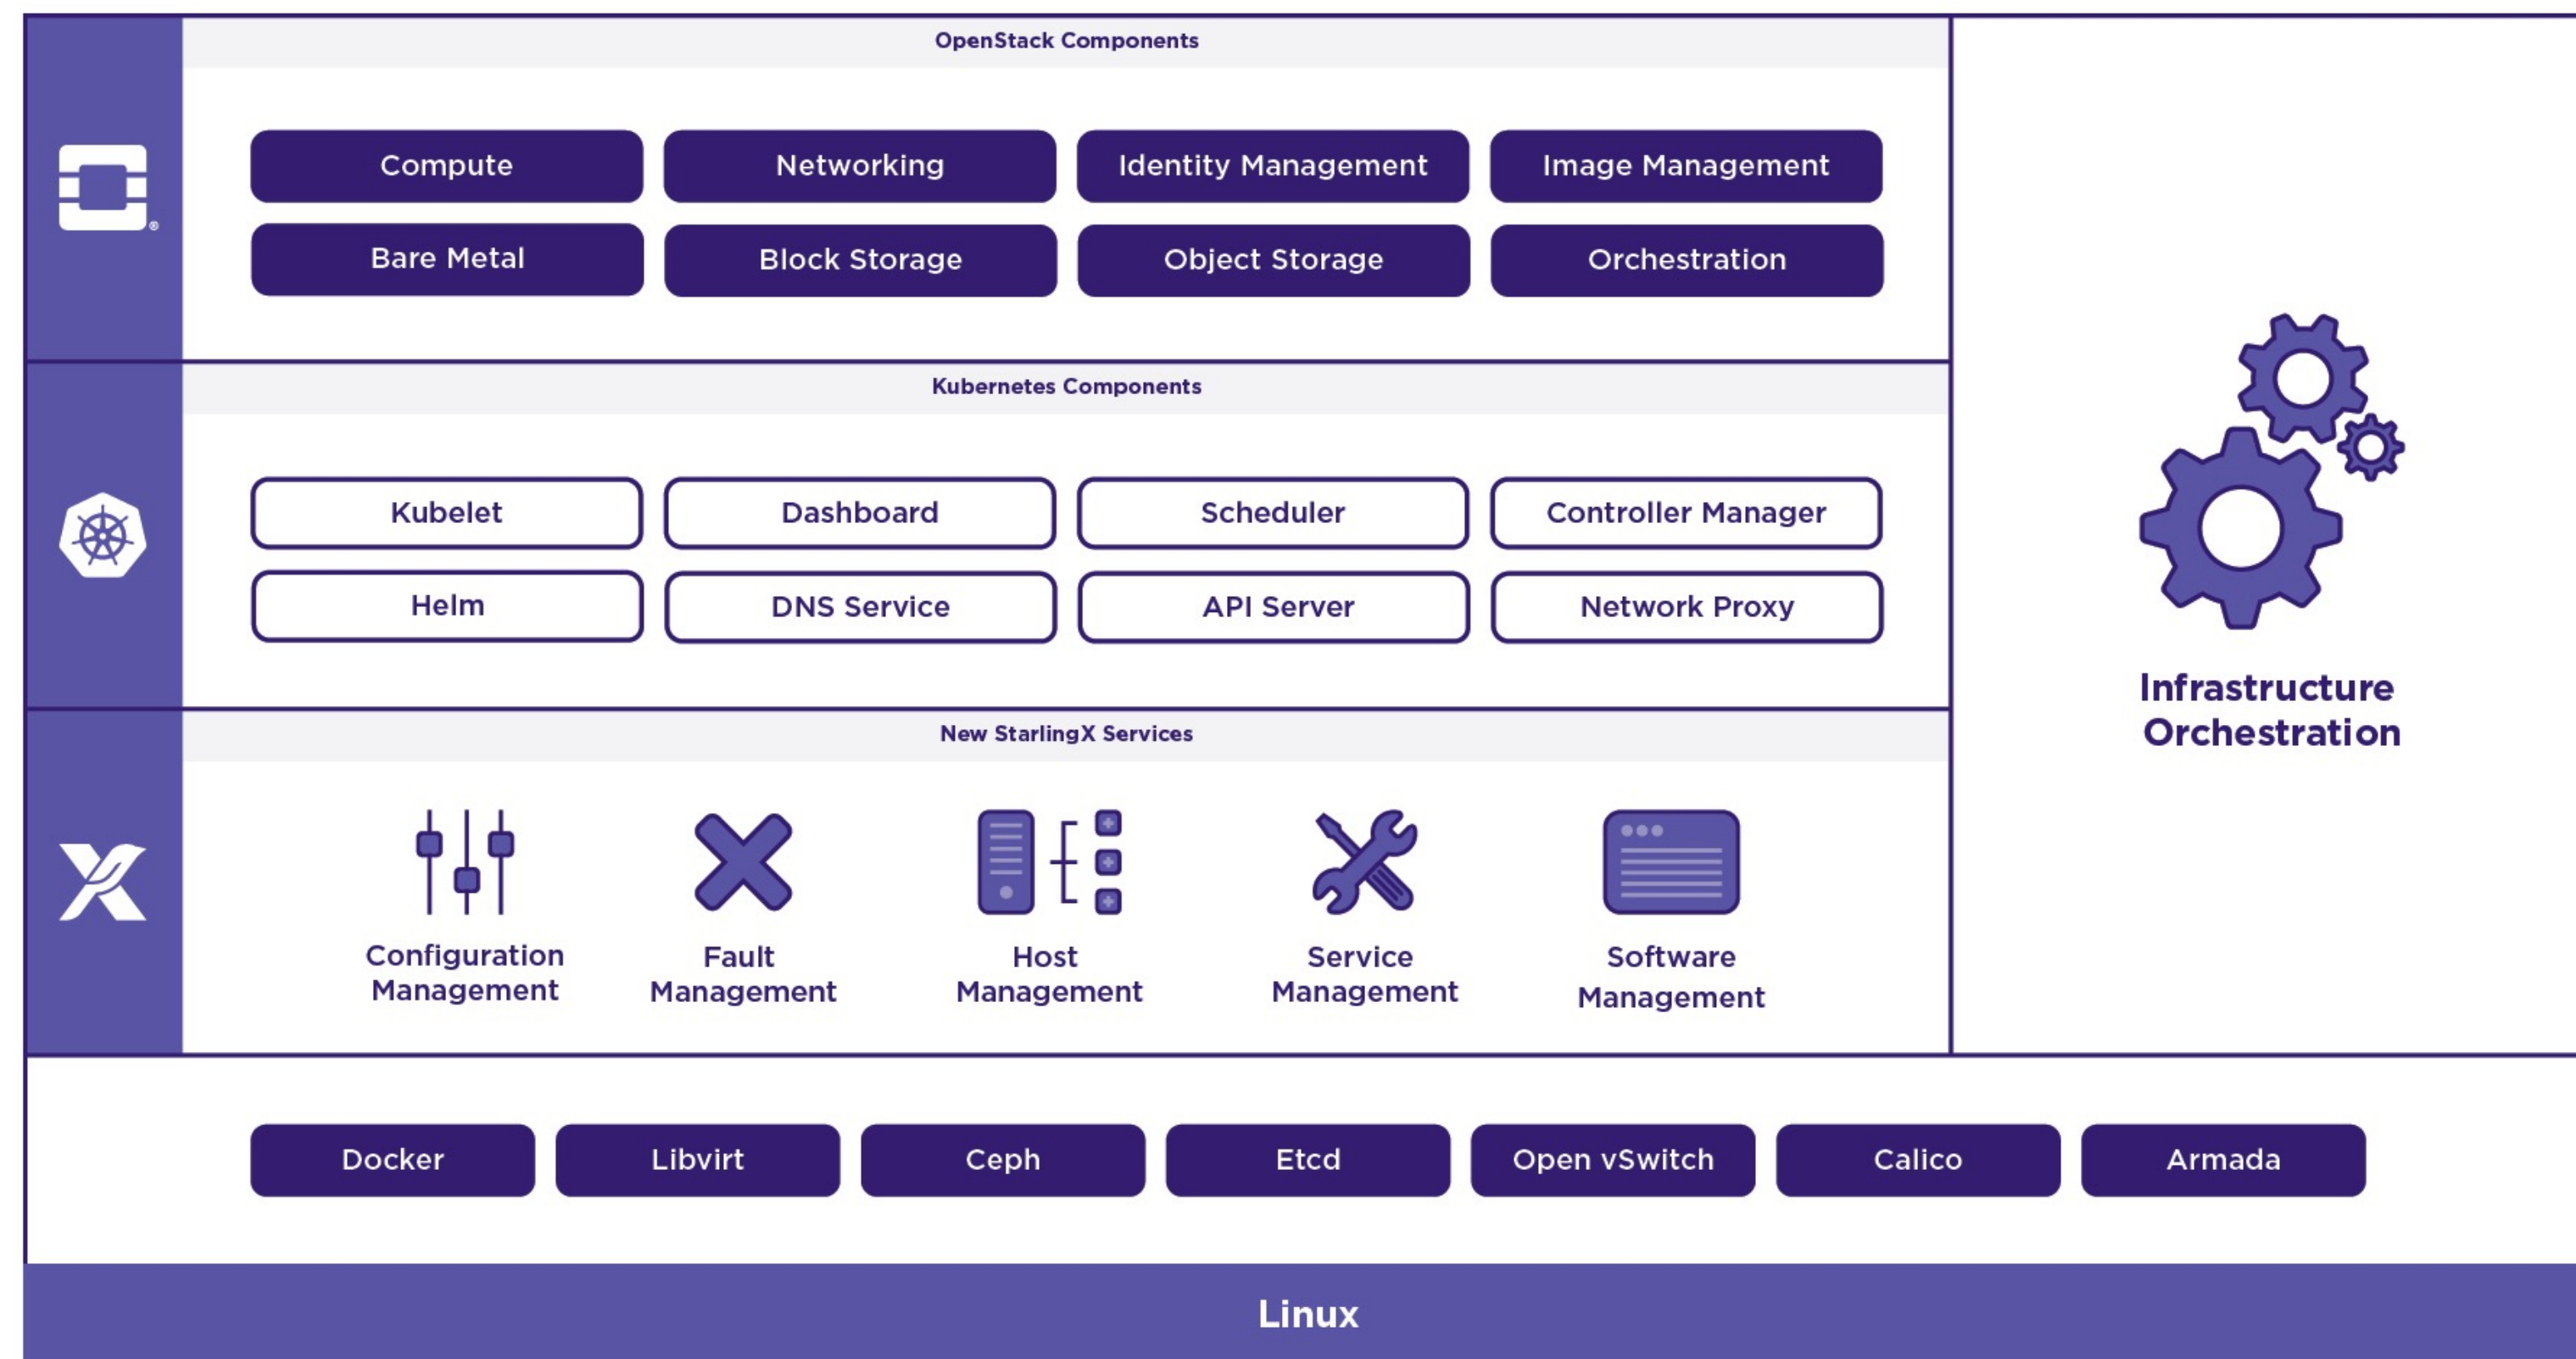 OpenStack Components
Compute
Networking
Identity Management
Image Management
Bare Metal
Block Storage
Object Storage
Orchestration
Kubernetes Components
Kubelet
Dashboard
Scheduler
Controller Manager
Helm
DNS Service
API Server
Network Proxy
New StarlingX Services
Configuration
Management
Fault
Management
Host
Management
Service
Management
Software
Management
Infrastructure
Orchestration
Docker
Libvirt
Ceph
Etcd
Open vSwitch
Calico
Armada
Linux